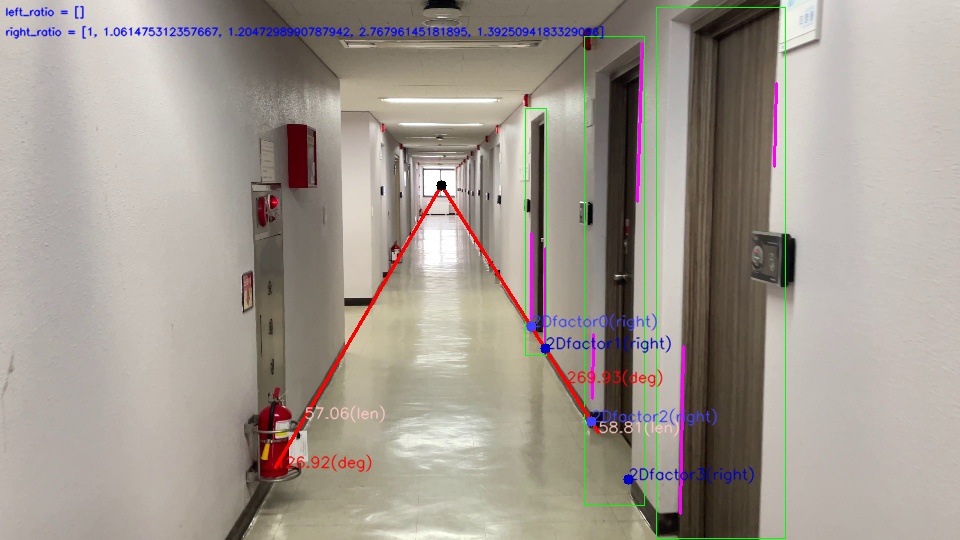 left_ratio = []
right_ratio = [1, 1.061475312357667, 1.2047298990787942, 2.76796145181895, 1.3925094183329036]
2Dfactor0(right)
2Dfactor1(right)
269.93(deg)
57.06(len)
2Dfactor2(right)
58.81(len)
26.92(deg)
2Dfactor3(right)